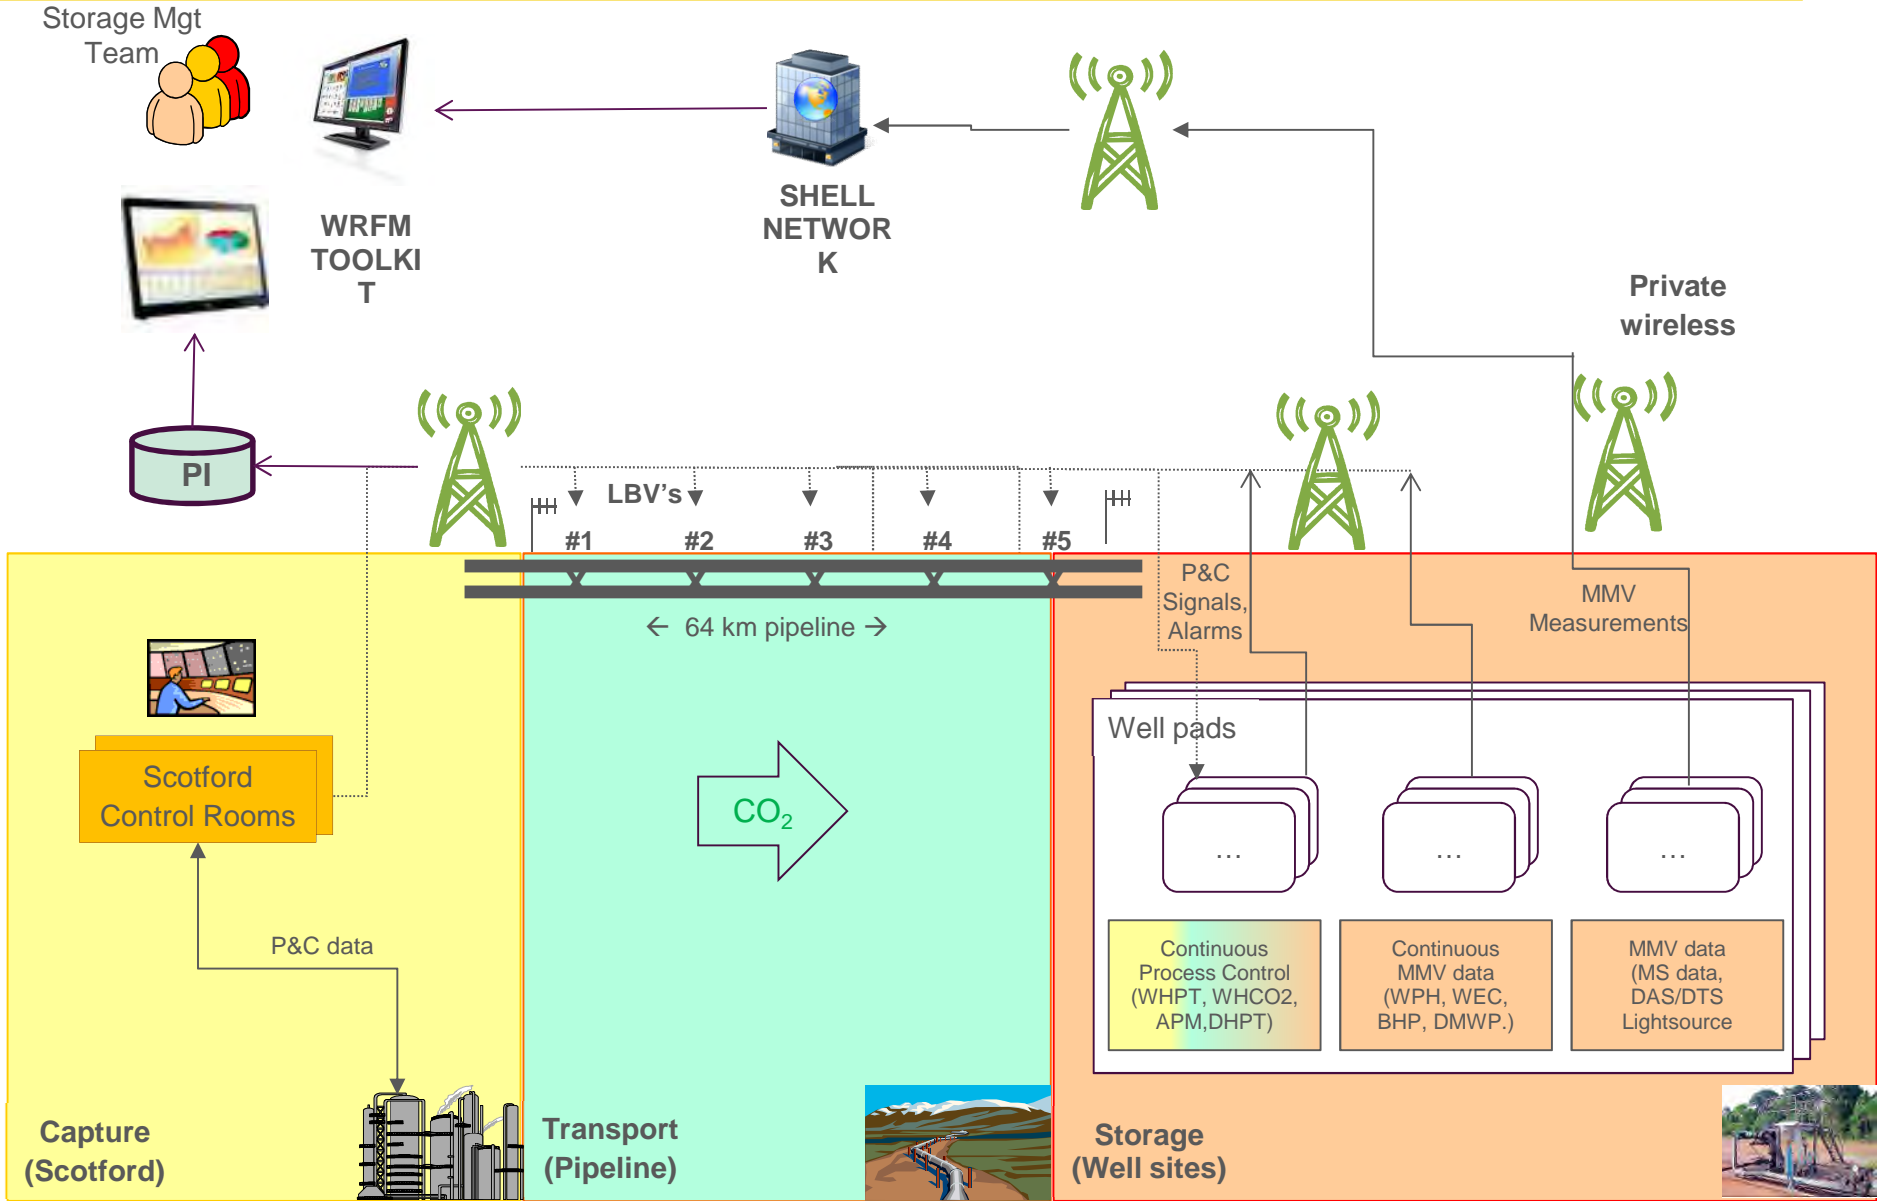 Storage Mgt
Team
WRFM
TOOLKI
T
SHELL
NETWOR
K
Private
wireless
PI
LBV's
#1 #2 #3 #4 #5
← 64 km pipeline →
P&C
Signals,
Alarms
MMV
Measurements
Well pads
Scotford
Control Rooms
CO₂
… … …
P&C data
Continuous
Process Control
(WHPT, WHCO2,
APM,DHPT)
Continuous
MMV data
(WPH, WEC,
BHP, DMWP.)
MMV data
(MS data,
DAS/DTS
Lightsource
Capture
(Scotford)
Transport
(Pipeline)
Storage
(Well sites)